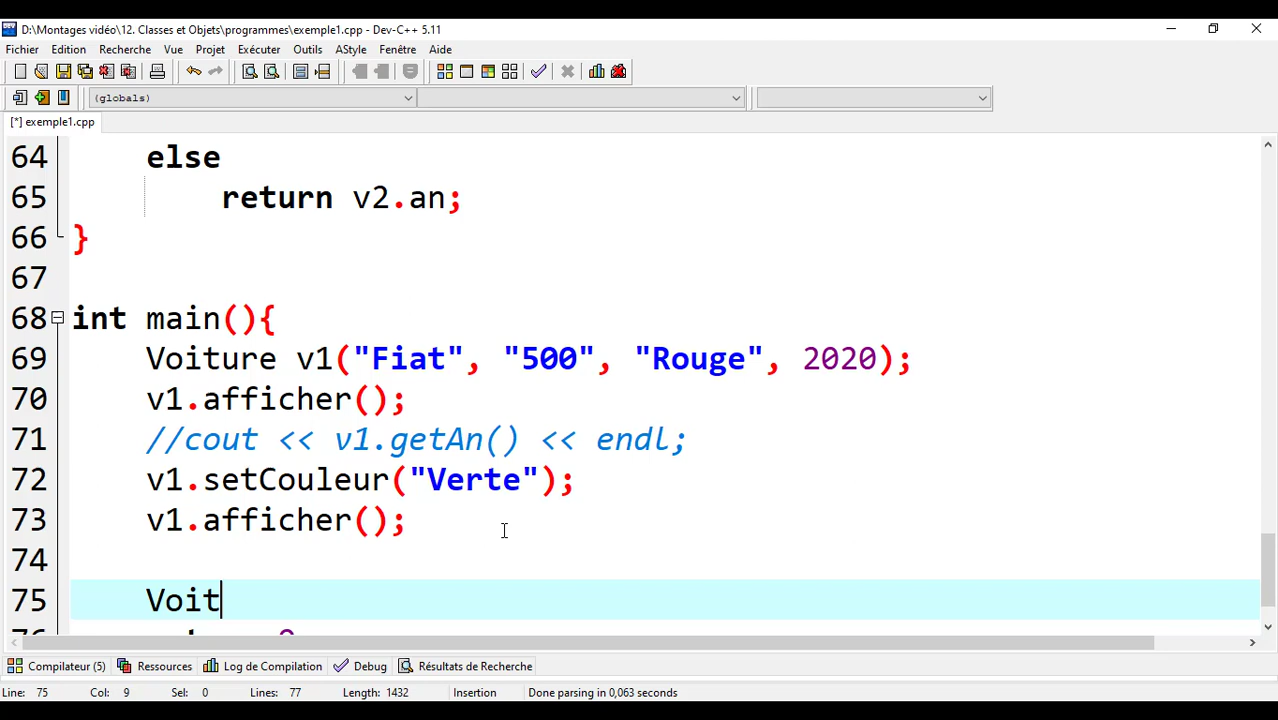 D:\Montages vidéo\12. Classes et Objets\programmes\exemple1.cpp - Dev-C++ 5.11
Fichier Edition Recherche Vue Projet Exécuter Outils AStyle Fenêtre Aide
(globals)
[*] exemple1.cpp
64 else
65 return v2.an;
66 }
67
68 int main(){
69 Voiture v1("Fiat", "500", "Rouge", 2020);
70 v1.afficher();
71 //cout << v1.getAn() << endl;
72 v1.setCouleur("Verte");
73 v1.afficher();
74
75 Voit
Compilateur (5) Ressources Log de Compilation Debug Résultats de Recherche
Line: 75 Col: 9 Sel: 0 Lines: 77 Length: 1432 Insertion Done parsing in 0,063 seconds